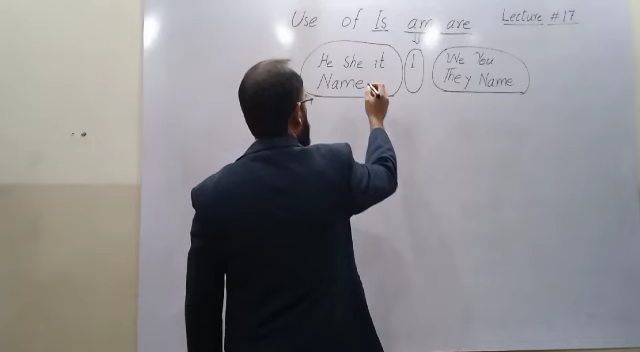 Use of Is am are
Lecture #17
He She it
Name
I
We You
They Name